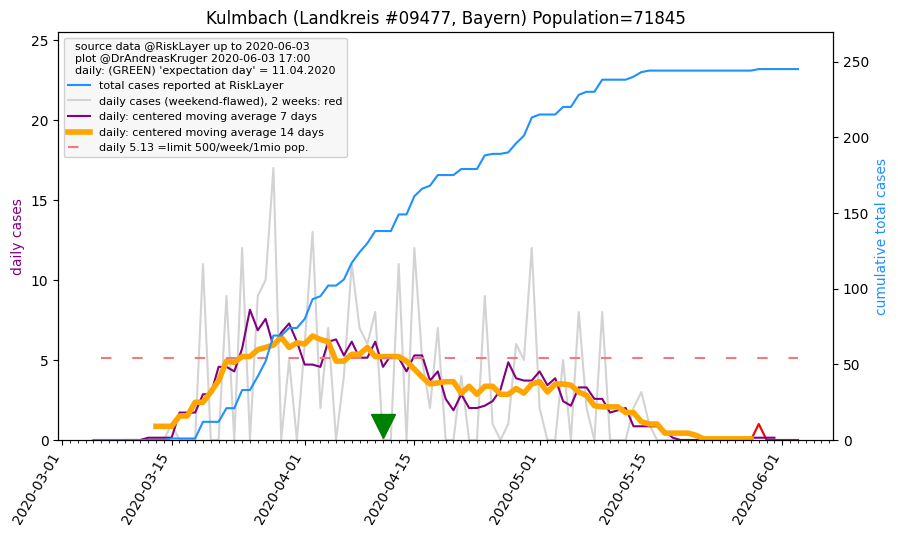 Kulmbach (Landkreis #09477, Bayern) Population=71845
source data @RiskLayer up to 2020-06-03
plot @DrAndreasKruger 2020-06-03 17:00
daily: (GREEN) 'expectation day' = 11.04.2020
total cases reported at RiskLayer
daily cases (weekend-flawed), 2 weeks: red
daily: centered moving average 7 days
daily: centered moving average 14 days
daily 5.13 =limit 500/week/1mio pop.
daily cases
25
20
15
10
5
0
cumulative total cases
250
200
150
100
50
0
2020-03-01
2020-03-15
2020-04-01
2020-04-15
2020-05-01
2020-05-15
2020-06-01